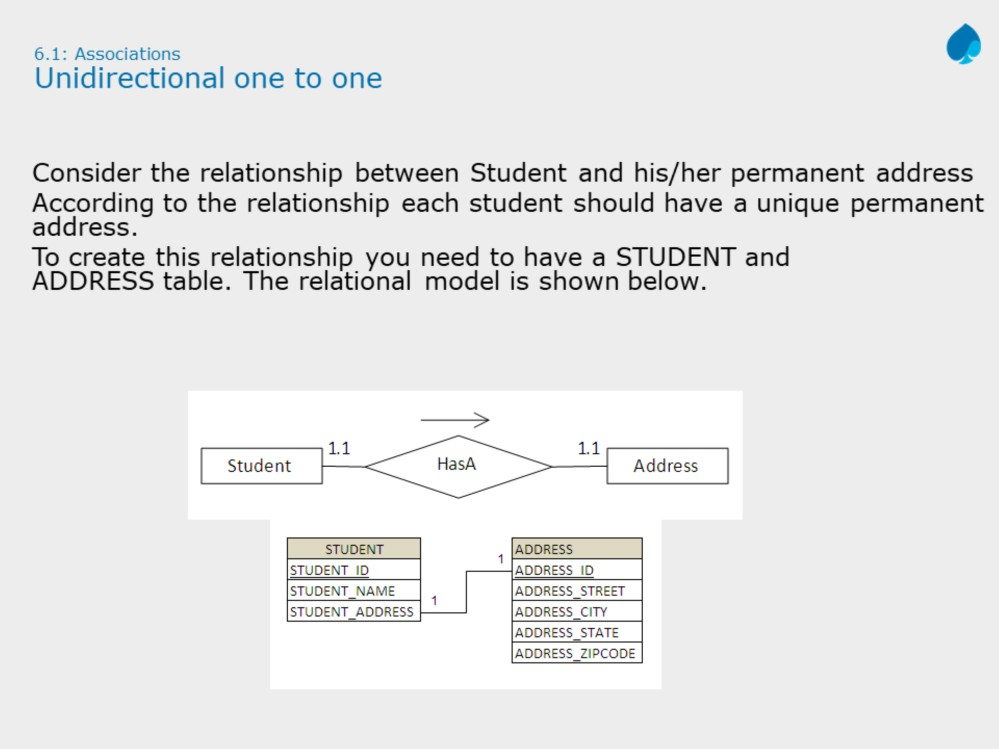 6.1: Associations
Unidirectional one to one
Consider the relationship between Student and his/her permanent address
According to the relationship each student should have a unique permanent
address.
To create this relationship you need to have a STUDENT and
ADDRESS table. The relational model is shown below.
1.1 1.1
Student HasA Address
STUDENT
STUDENT_ID
STUDENT_NAME
STUDENT_ADDRESS
1
1
ADDRESS
ADDRESS_ID
ADDRESS_STREET
ADDRESS_CITY
ADDRESS_STATE
ADDRESS_ZIPCODE